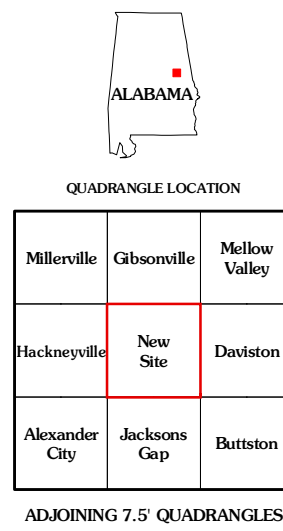 ALABAMA
QUADRANGLE LOCATION
Millerville Gibsonville Mellow
Valley
Hackneyville New
Site Daviston
Alexander
City Jacksons
Gap Buttston
ADJOINING 7.5' QUADRANGLES